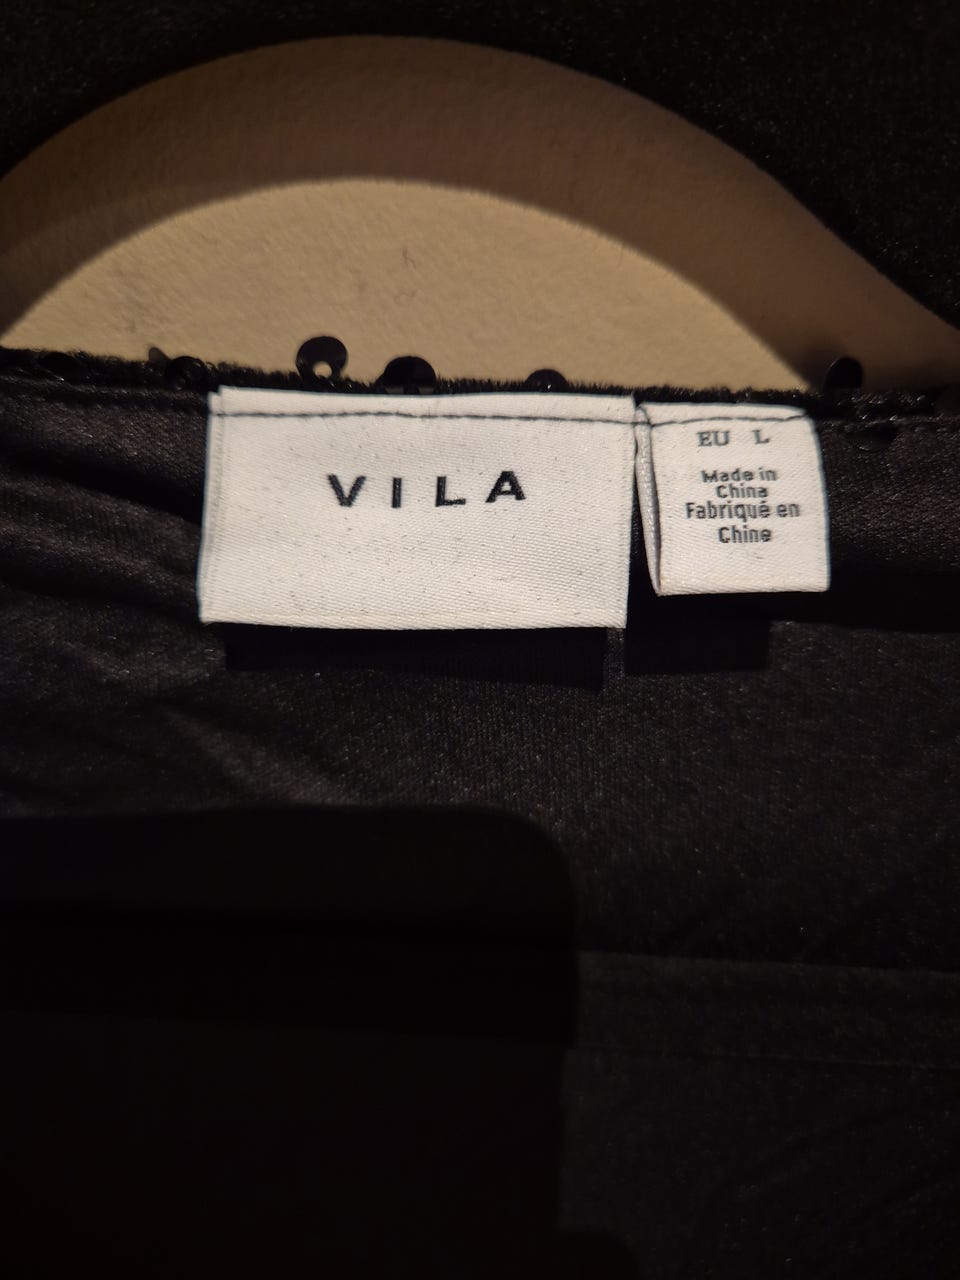 VILA
EU L
Made in
China
Fabriqué en
Chine